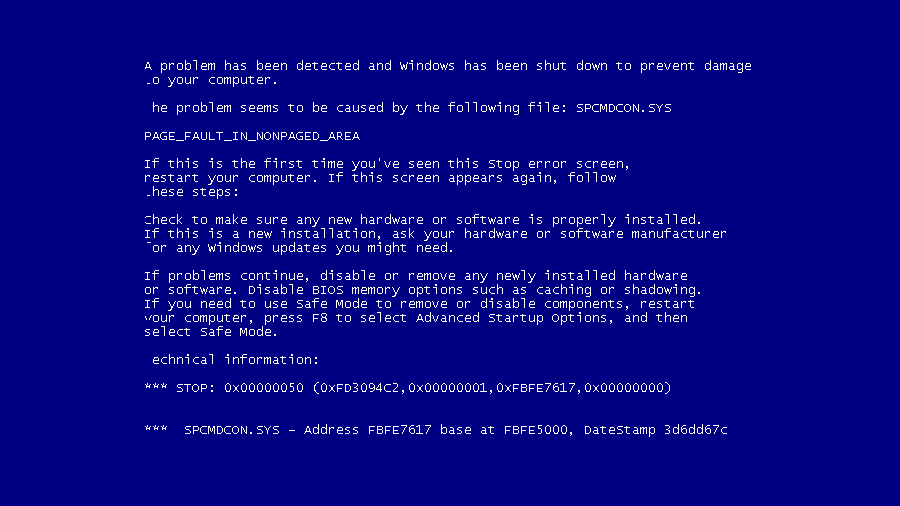 A problem has been detected and Windows has been shut down to prevent damage
to your computer.
The problem seems to be caused by the following file: SPCMDCON.SYS
PAGE_FAULT_IN_NONPAGED_AREA
If this is the first time you've seen this Stop error screen,
restart your computer. If this screen appears again, follow
these steps:
Check to make sure any new hardware or software is properly installed.
If this is a new installation, ask your hardware or software manufacturer
for any Windows updates you might need.
If problems continue, disable or remove any newly installed hardware
or software. Disable BIOS memory options such as caching or shadowing.
If you need to use Safe Mode to remove or disable components, restart
your computer, press F8 to select Advanced Startup Options, and then
select Safe Mode.
Technical information:
*** STOP: 0x00000050 (0xFD3094C2,0x00000001,0xFBFE7617,0x00000000)
*** SPCMDCON.SYS - Address FBFE7617 base at FBFE5000, DateStamp 3d6dd67c